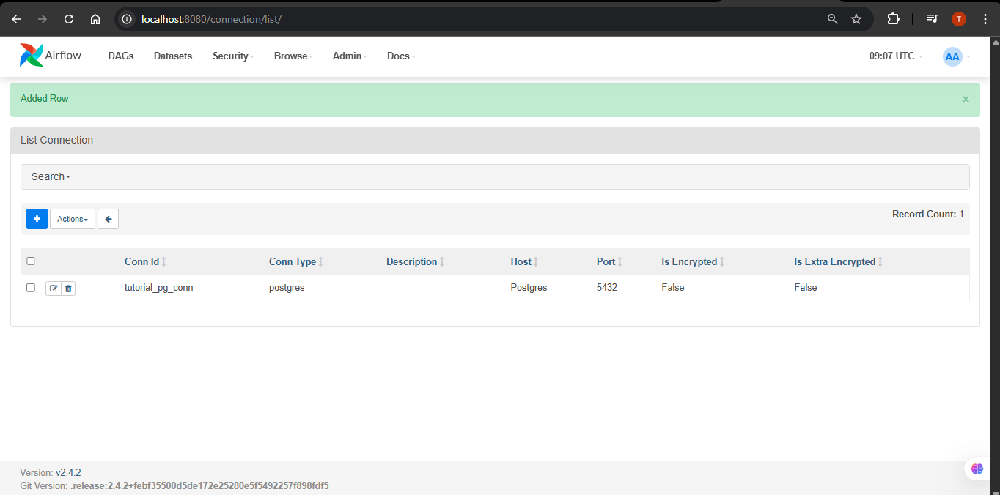 localhost:8080/connection/list/
T
Airflow
DAGs Datasets Security Browse Admin Docs 09:07 UTC AA
Added Row ×
List Connection
Search
+ Actions Record Count: 1
Conn Id Conn Type Description Host Port Is Encrypted Is Extra Encrypted
tutorial_pg_conn postgres Postgres 5432 False False
Version: v2.4.2
Git Version: .release:2.4.2+febf35500d5de172e25280e5f5492257f898fdf5